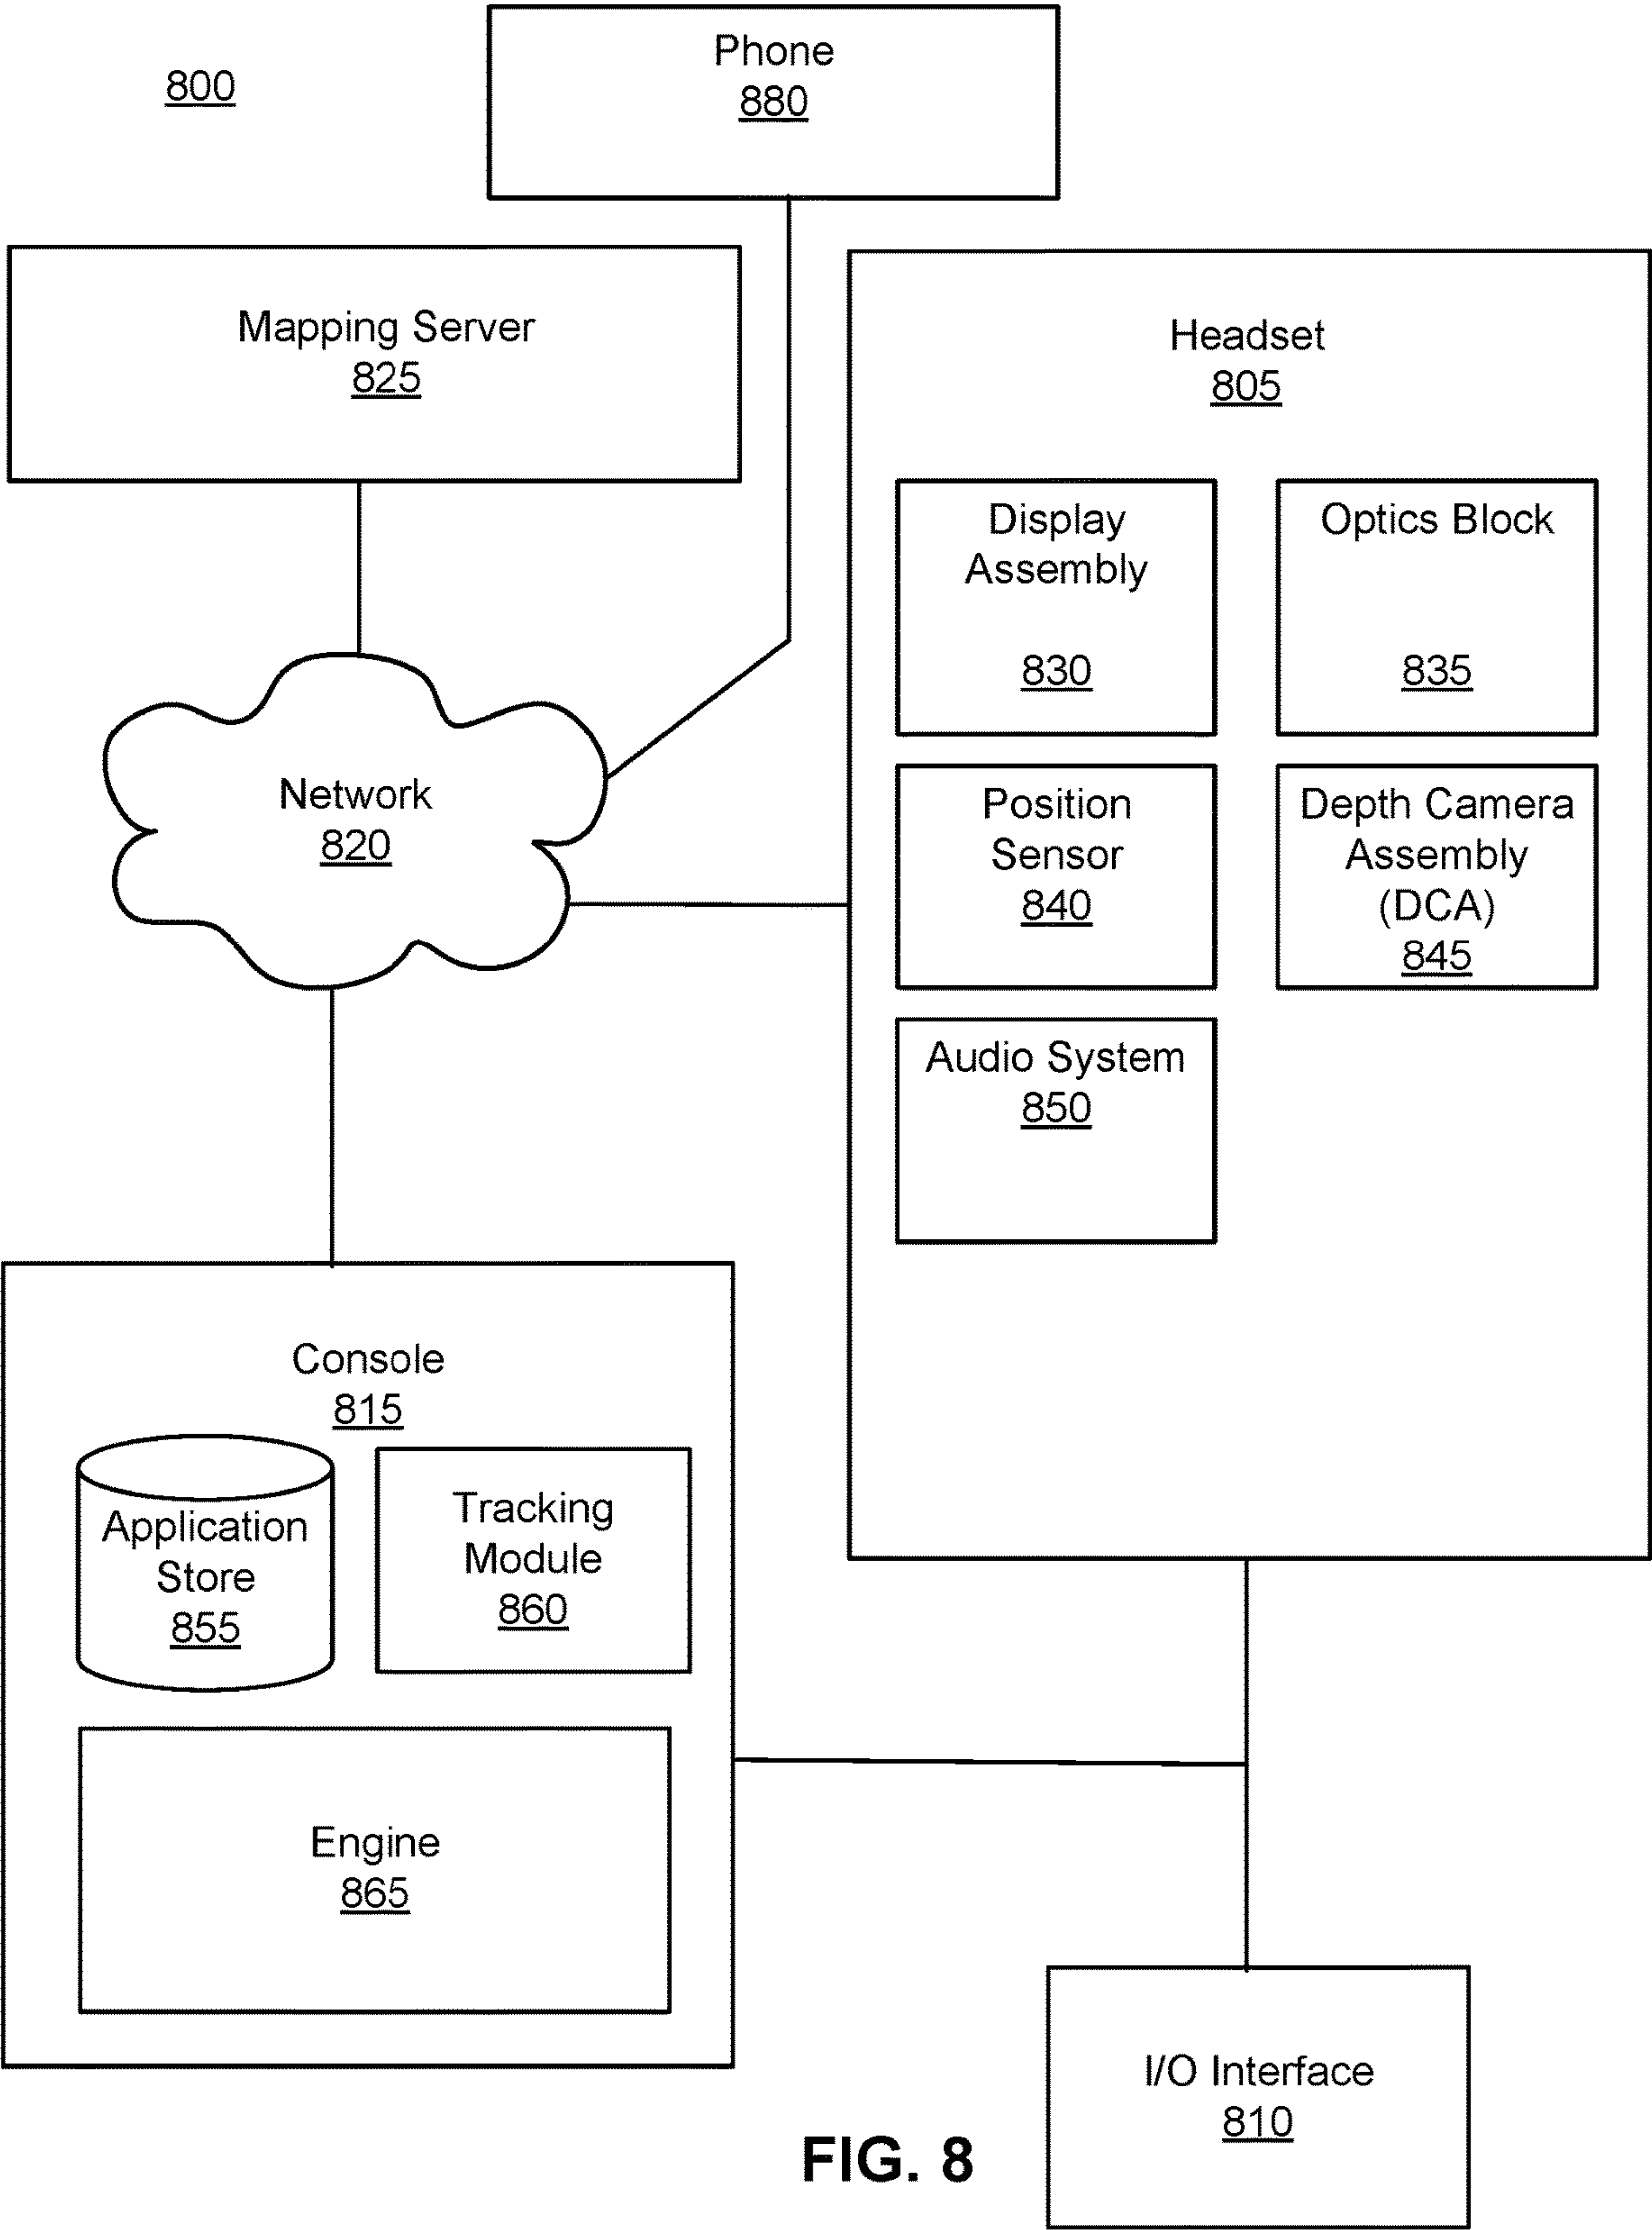 800
Phone
880
Mapping Server
825
Headset
805
Display
Assembly
830
Optics Block
835
Network
820
Position
Sensor
840
Depth Camera
Assembly
(DCA)
845
Audio System
850
Console
815
Application
Store
855
Tracking
Module
860
Engine
865
I/O Interface
810
FIG. 8